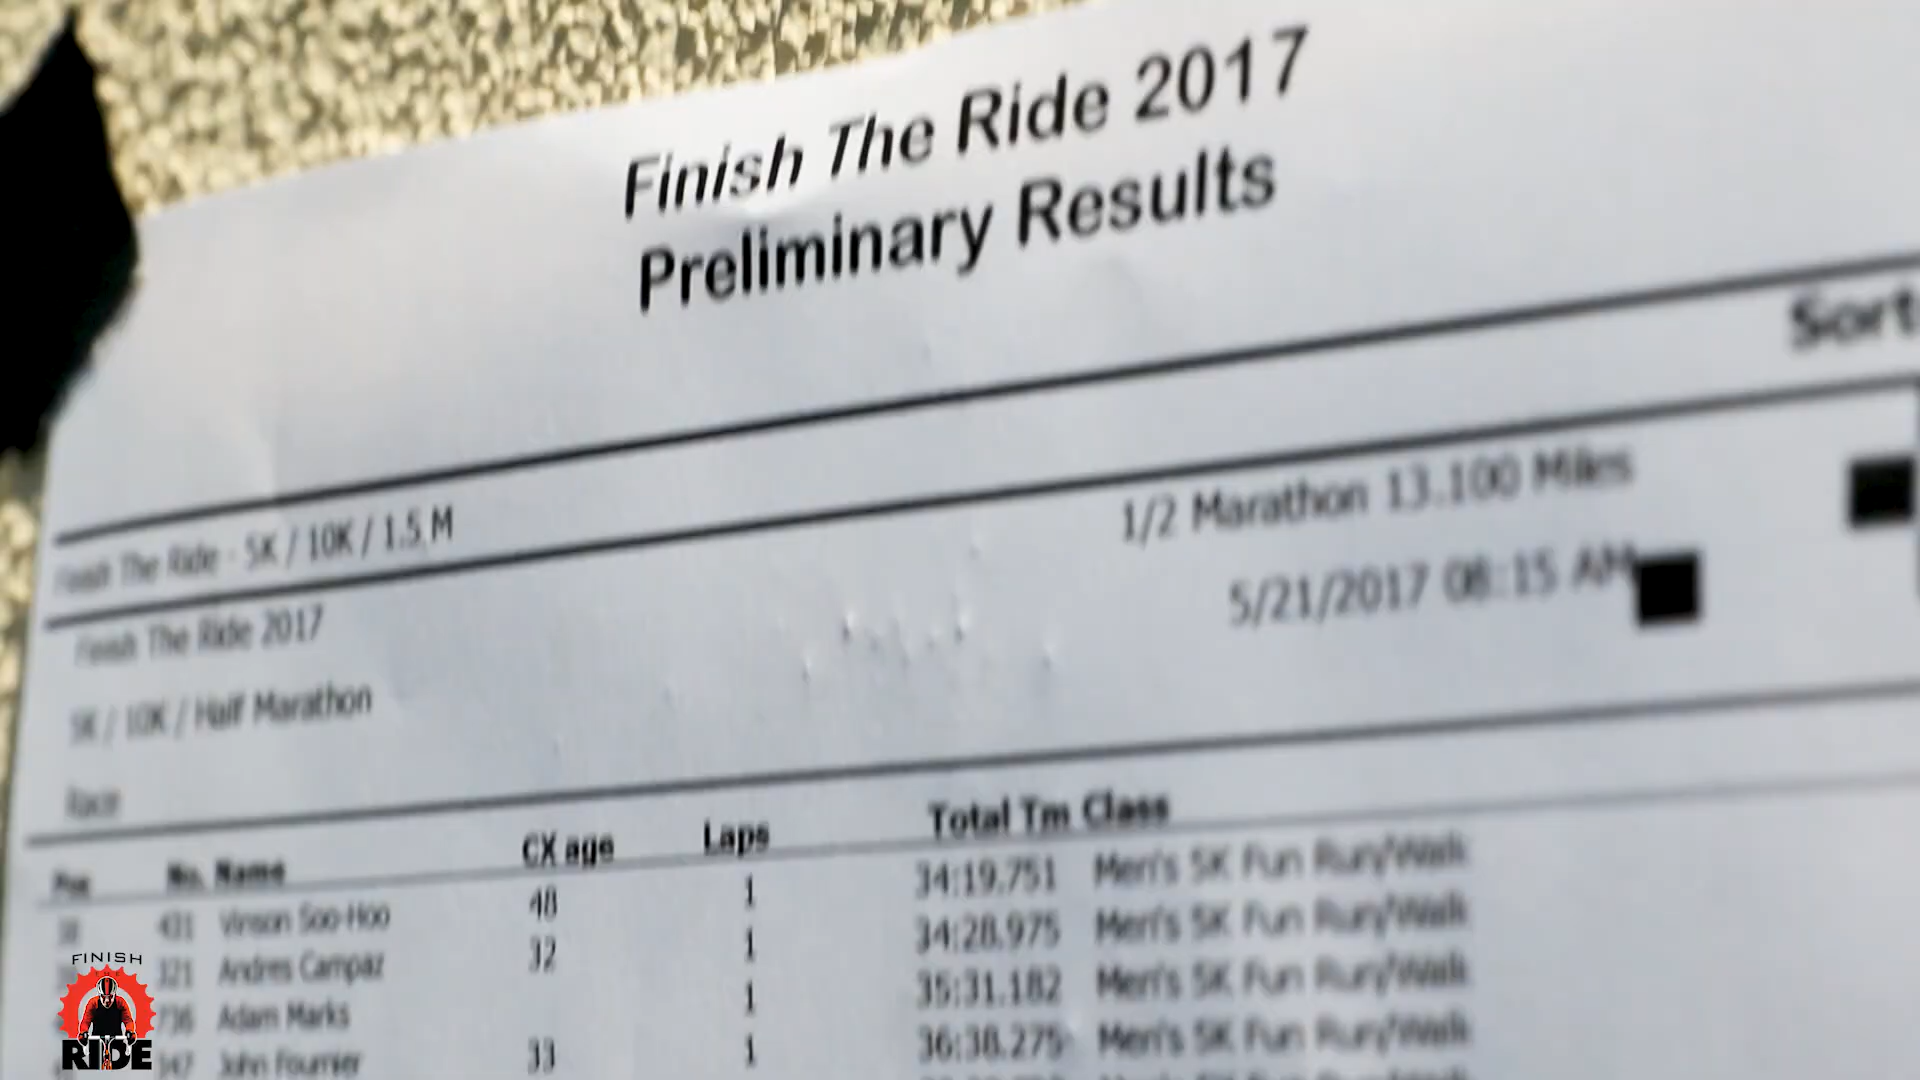 Finish The Ride 2017
Preliminary Results
Sort
Finish The Ride - 5K / 10K / 1.5 M
1/2 Marathon 13.100 Miles
Finish The Ride 2017
5/21/2017 08:15 AM
5K / 10K / Half Marathon
Race
Pos No. Name CX age Laps Total Tm Class
38 431 Vinson Soo-Hoo 48 1 34:19.751 Men's 5K Fun Run/Walk
321 Andres Campaz 32 1 34:28.975 Men's 5K Fun Run/Walk
736 Adam Marks 1 35:31.182 Men's 5K Fun Run/Walk
347 John Fournier 33 1 36:38.275 Men's 5K Fun Run/Walk
FINISH
THE
RIDE